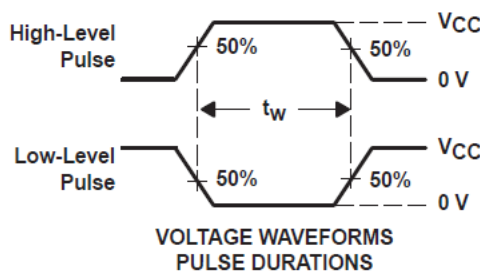 High-Level
Pulse
50%
50%
VCC
0 V
tw
Low-Level
Pulse
50%
50%
VCC
0 V
VOLTAGE WAVEFORMS
PULSE DURATIONS